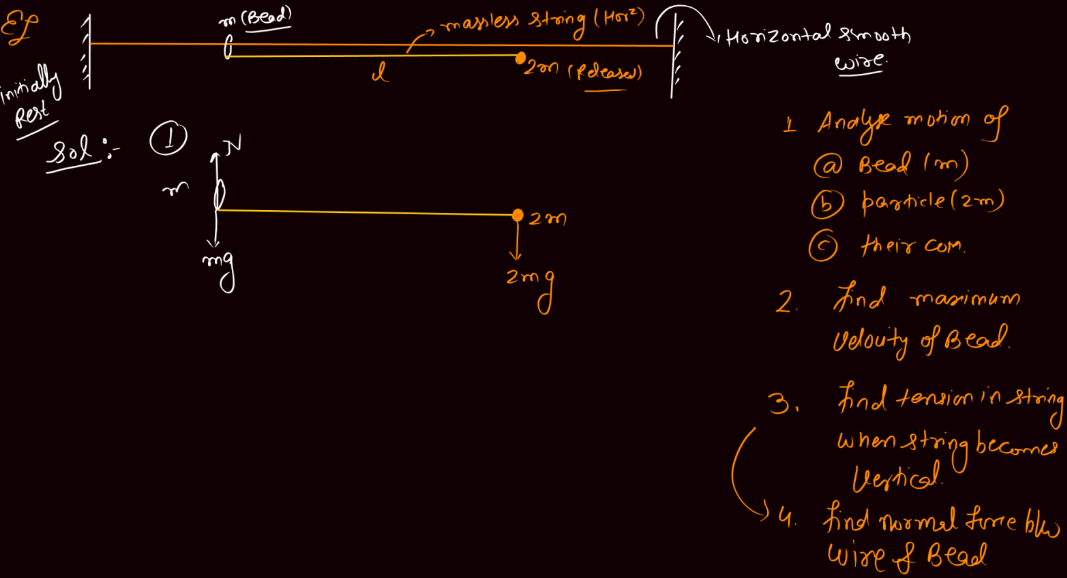 Eg
m (Bead)
massless string (Horz)
Horizontal smooth
wire.
l
2m (Released)
initially
Rest
Sol :-
1
N
m
2m
mg
2mg
1 Analyse motion of
a Bead (m)
b particle (2m)
c their com.
2. find maximum
velocity of Bead.
3. find tension in string
when string becomes
Vertical.
4. find normal force b/w
wire & Bead